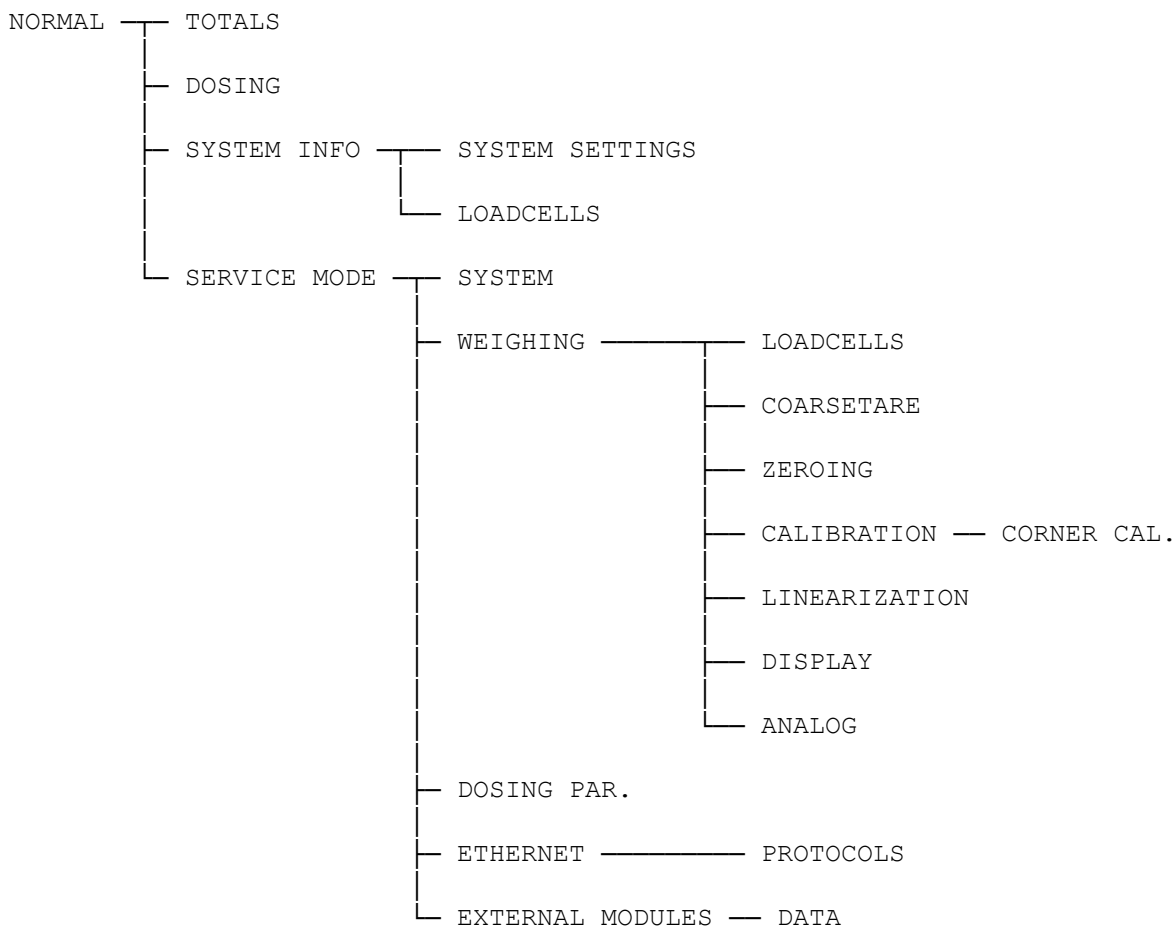 NORMAL TOTALS
DOSING
SYSTEM INFO SYSTEM SETTINGS
LOADCELLS
SERVICE MODE SYSTEM
WEIGHING LOADCELLS
COARSETARE
ZEROING
CALIBRATION CORNER CAL.
LINEARIZATION
DISPLAY
ANALOG
DOSING PAR.
ETHERNET PROTOCOLS
EXTERNAL MODULES DATA